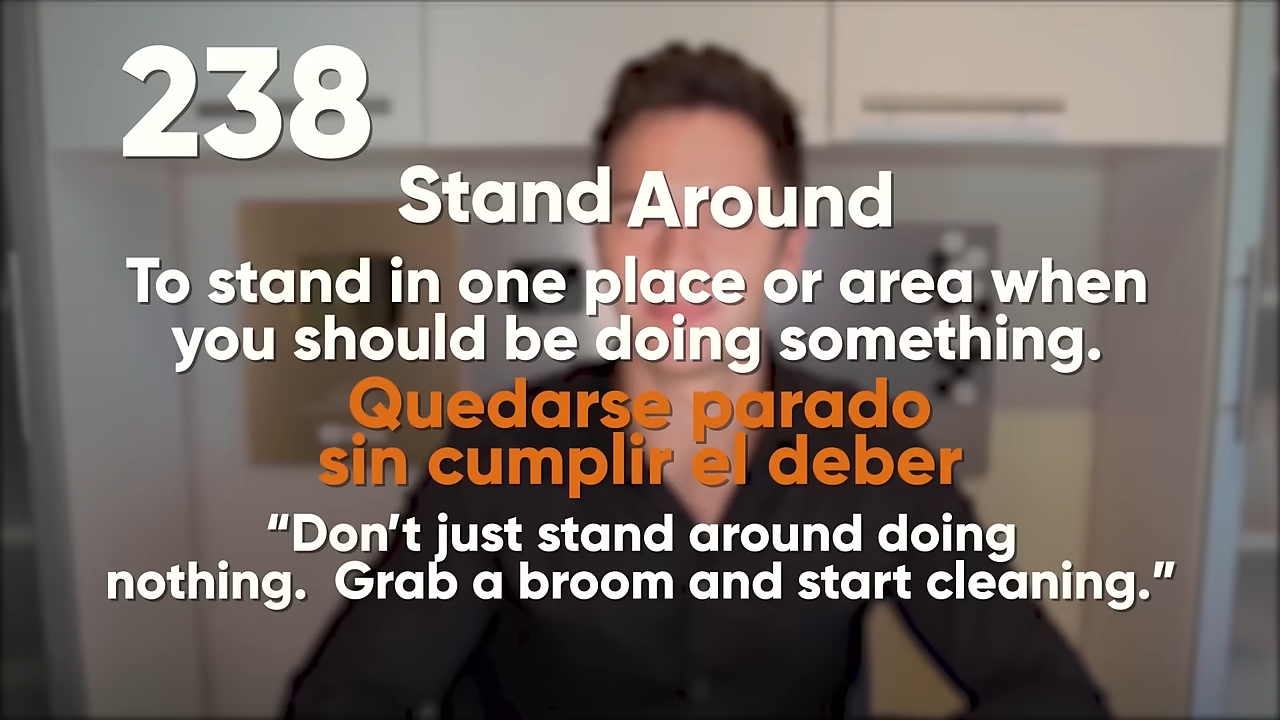 238
Stand Around
To stand in one place or area when
you should be doing something.
Quedarse parado
sin cumplir el deber
“Don’t just stand around doing
nothing.  Grab a broom and start cleaning.”